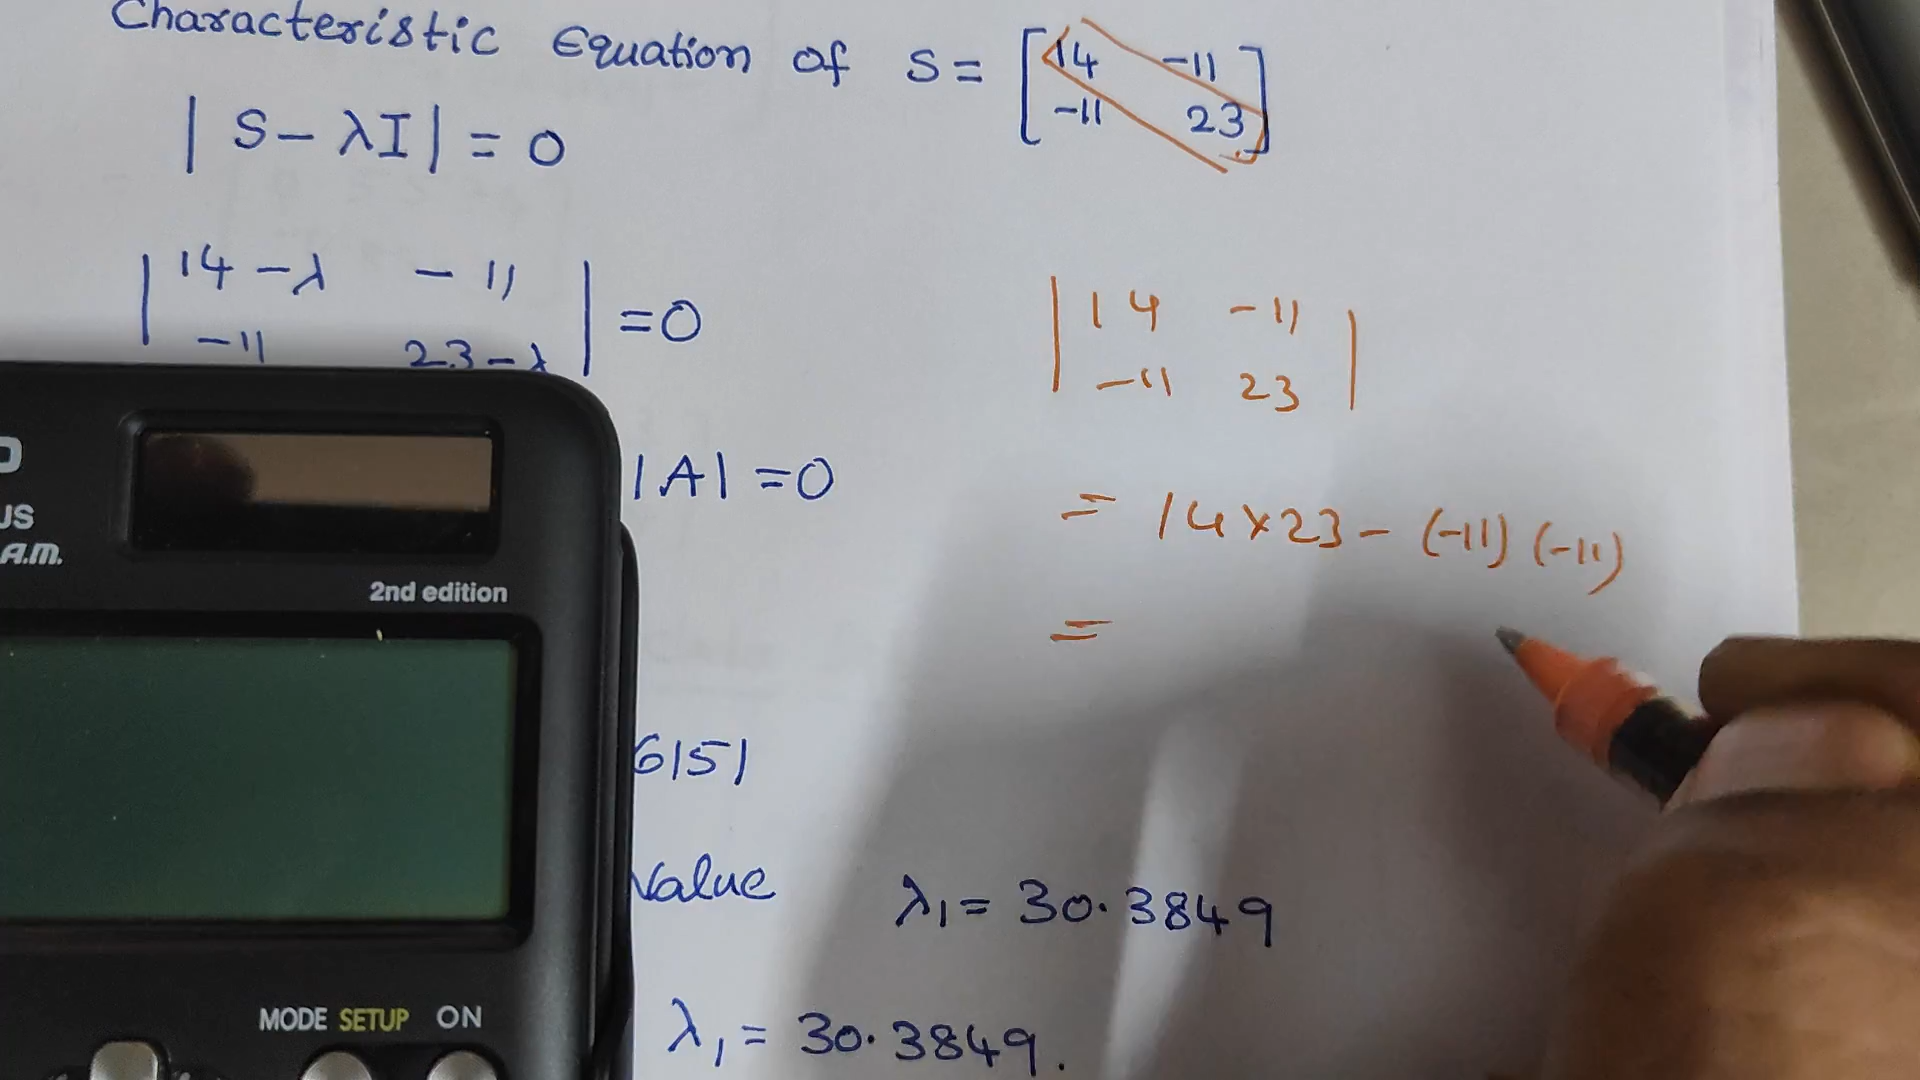 Characteristic Equation of S = [14 -11
-11 23]
| S - λI | = 0
| 14 - λ - 11
-11 23 - λ | = 0
| 14 -11
-11 23 |
|A| = 0
= 14 × 23 - (-11) (-11)
=
US
A.M.
2nd edition
6151
Value λ₁ = 30.3849
MODE SETUP ON
λ₁ = 30.3849.